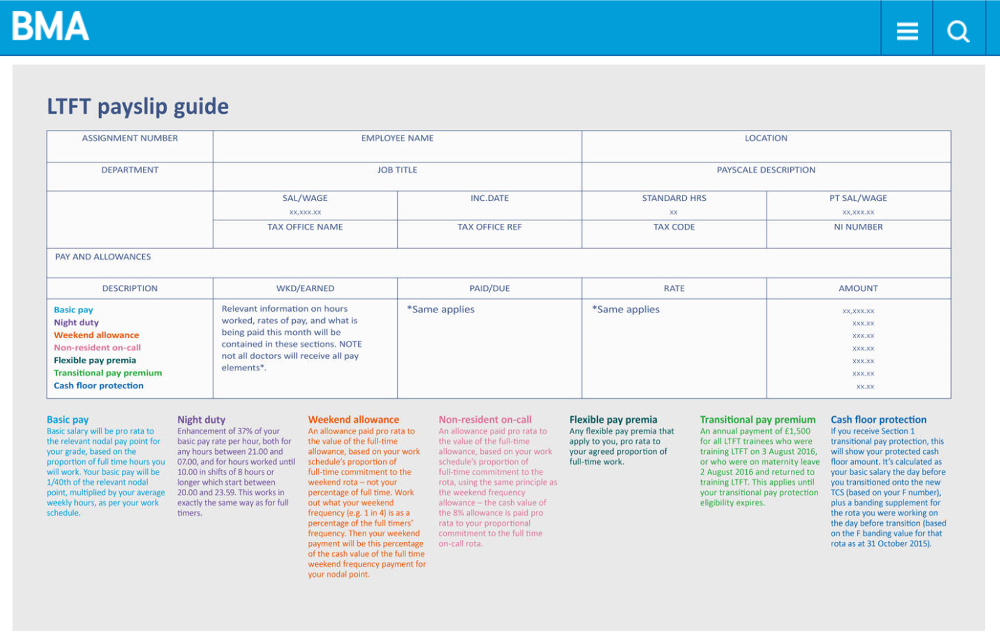 BMA
LTFT payslip guide
ASSIGNMENT NUMBER
EMPLOYEE NAME
LOCATION
DEPARTMENT
JOB TITLE
PAYSCALE DESCRIPTION
SAL/WAGE
INC.DATE
STANDARD HRS
PT SAL/WAGE
xx,xxx.xx
xx
xx,xxx.xx
TAX OFFICE NAME
TAX OFFICE REF
TAX CODE
NI NUMBER
PAY AND ALLOWANCES
DESCRIPTION
WKD/EARNED
PAID/DUE
RATE
AMOUNT
Basic pay
Night duty
Weekend allowance
Non-resident on-call
Flexible pay premia
Transitional pay premium
Cash floor protection
Relevant information on hours
worked, rates of pay, and what is
being paid this month will be
contained in these sections. NOTE
not all doctors will receive all pay
elements*.
*Same applies
*Same applies
xx,xxx.xx
xxx.xx
xxx.xx
xxx.xx
xxx.xx
xxx.xx
xx.xx
Basic pay
Basic salary will be pro rata to
the relevant nodal pay point for
your grade, based on the
proportion of full time hours you
will work. Your basic pay will be
1/40th of the relevant nodal
point, multiplied by your average
weekly hours, as per your work
schedule.
Night duty
Enhancement of 37% of your
basic pay rate per hour, both for
any hours between 21.00 and
07.00, and for hours worked until
10.00 in shifts of 8 hours or
longer which start between
20.00 and 23.59. This works in
exactly the same way as for full
timers.
Weekend allowance
An allowance paid pro rata to
the value of the full-time
allowance, based on your work
schedule's proportion of
full-time commitment to the
weekend rota – not your
percentage of full time. Work
out what your weekend
frequency (e.g. 1 in 4) is as a
percentage of the full timers'
frequency. Then your weekend
payment will be this percentage
of the cash value of the full time
weekend frequency payment for
your nodal point.
Non-resident on-call
An allowance paid pro rata to
the value of the full-time
allowance, based on your work
schedule's proportion of
full-time commitment to the
rota, using the same principle as
the weekend frequency
allowance – the cash value of
the 8% allowance is paid pro
rata to your proportional
commitment to the full time
on-call rota.
Flexible pay premia
Any flexible pay premia that
apply to you, pro rata to
your agreed proportion of
full-time work.
Transitional pay premium
An annual payment of £1,500
for all LTFT trainees who were
training LTFT on 3 August 2016,
or who were on maternity leave
2 August 2016 and returned to
training LTFT. This applies until
your transitional pay protection
eligibility expires.
Cash floor protection
If you receive Section 1
transitional pay protection, this
will show your protected cash
floor amount. It's calculated as
your basic salary the day before
you transitioned onto the new
TCS (based on your F number),
plus a banding supplement for
the rota you were working on
the day before transition (based
on the F banding value for that
rota as at 31 October 2015).